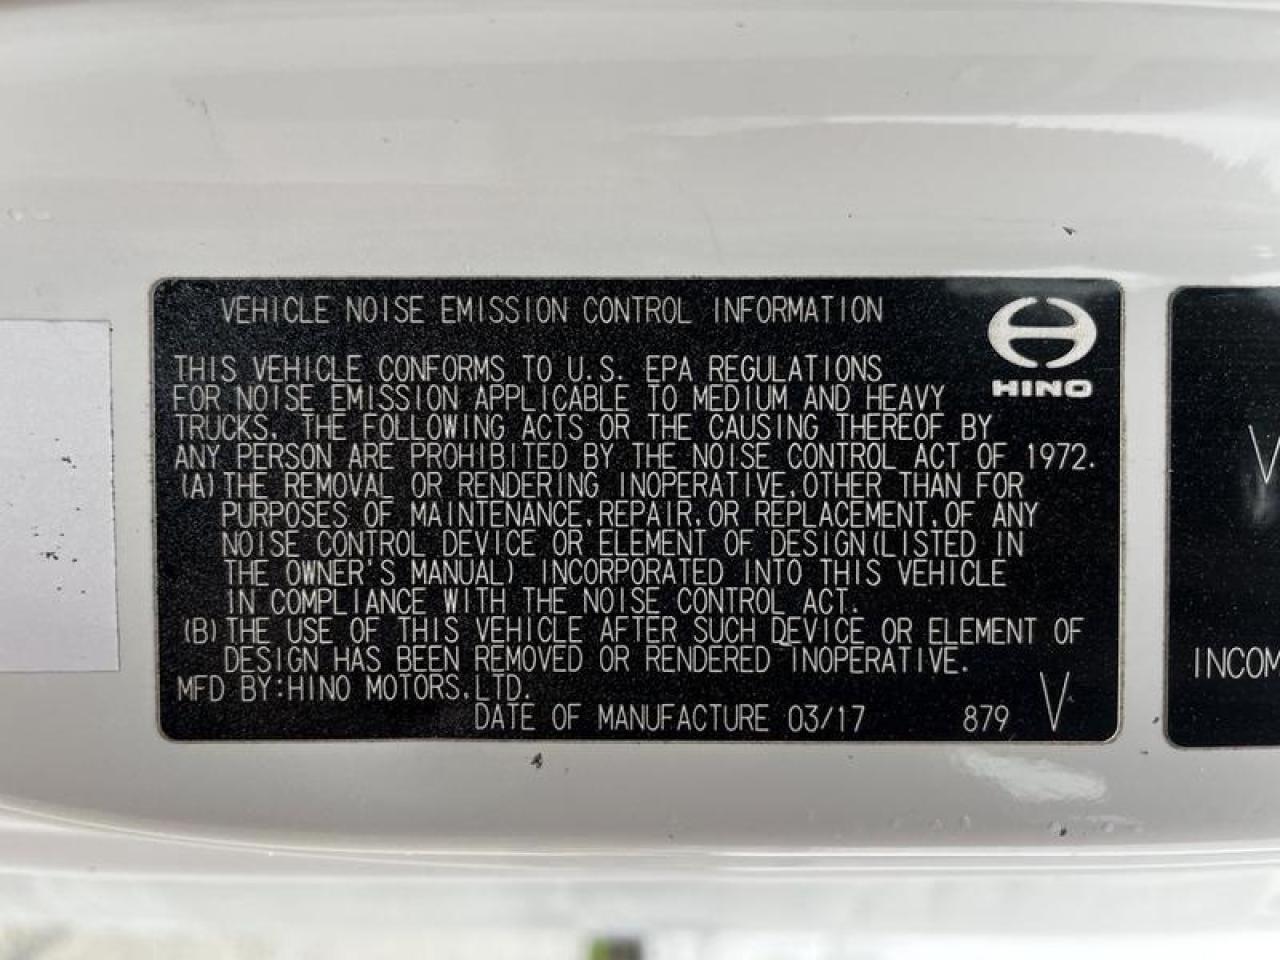 VEHICLE NOISE EMISSION CONTROL INFORMATION
HINO
THIS VEHICLE CONFORMS TO U.S. EPA REGULATIONS
FOR NOISE EMISSION APPLICABLE TO MEDIUM AND HEAVY
TRUCKS. THE FOLLOWING ACTS OR THE CAUSING THEREOF BY
ANY PERSON ARE PROHIBITED BY THE NOISE CONTROL ACT OF 1972.
(A) THE REMOVAL OR RENDERING INOPERATIVE,OTHER THAN FOR
PURPOSES OF MAINTENANCE,REPAIR,OR REPLACEMENT,OF ANY
NOISE CONTROL DEVICE OR ELEMENT OF DESIGN(LISTED IN
THE OWNER'S MANUAL) INCORPORATED INTO THIS VEHICLE
IN COMPLIANCE WITH THE NOISE CONTROL ACT.
(B) THE USE OF THIS VEHICLE AFTER SUCH DEVICE OR ELEMENT OF
DESIGN HAS BEEN REMOVED OR RENDERED INOPERATIVE.
MFD BY:HINO MOTORS,LTD.
DATE OF MANUFACTURE 03/17 879 V
V
INCOM